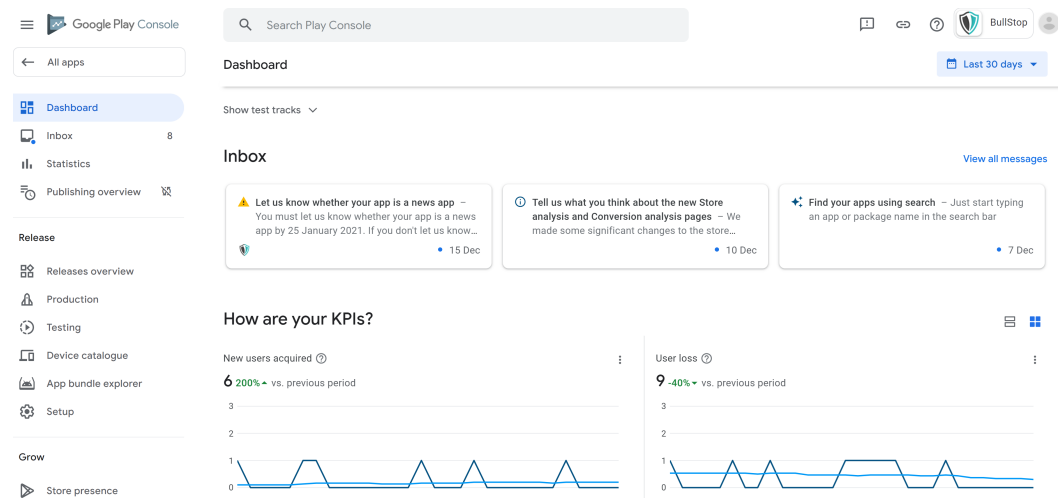 Google Play Console
Search Play Console
BullStop
All apps
Dashboard
Last 30 days
Dashboard
Inbox 8
Statistics
Publishing overview
Release
Releases overview
Production
Testing
Device catalogue
App bundle explorer
Setup
Grow
Store presence
Show test tracks
Inbox
View all messages
Let us know whether your app is a news app –
You must let us know whether your app is a news
app by 25 January 2021. If you don't let us know…
15 Dec
Tell us what you think about the new Store
analysis and Conversion analysis pages – We
made some significant changes to the store…
10 Dec
Find your apps using search – Just start typing
an app or package name in the search bar
7 Dec
How are your KPIs?
New users acquired
6 200% vs. previous period
3
2
1
0
User loss
9 -40% vs. previous period
3
2
1
0